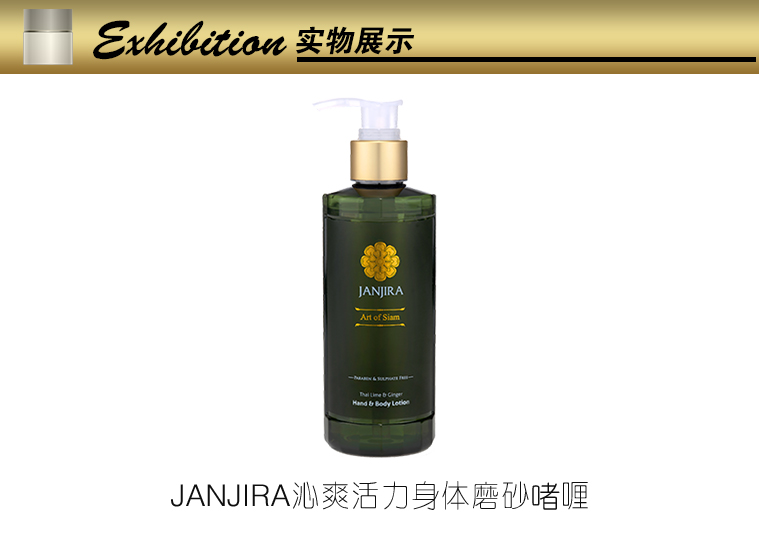 Exhibition 实物展示
JANJIRA
Art of Siam
PARABEN & SULPHATE FREE
Thai Lime & Ginger
Hand & Body Lotion
JANJIRA沁爽活力身体磨砂啫喱